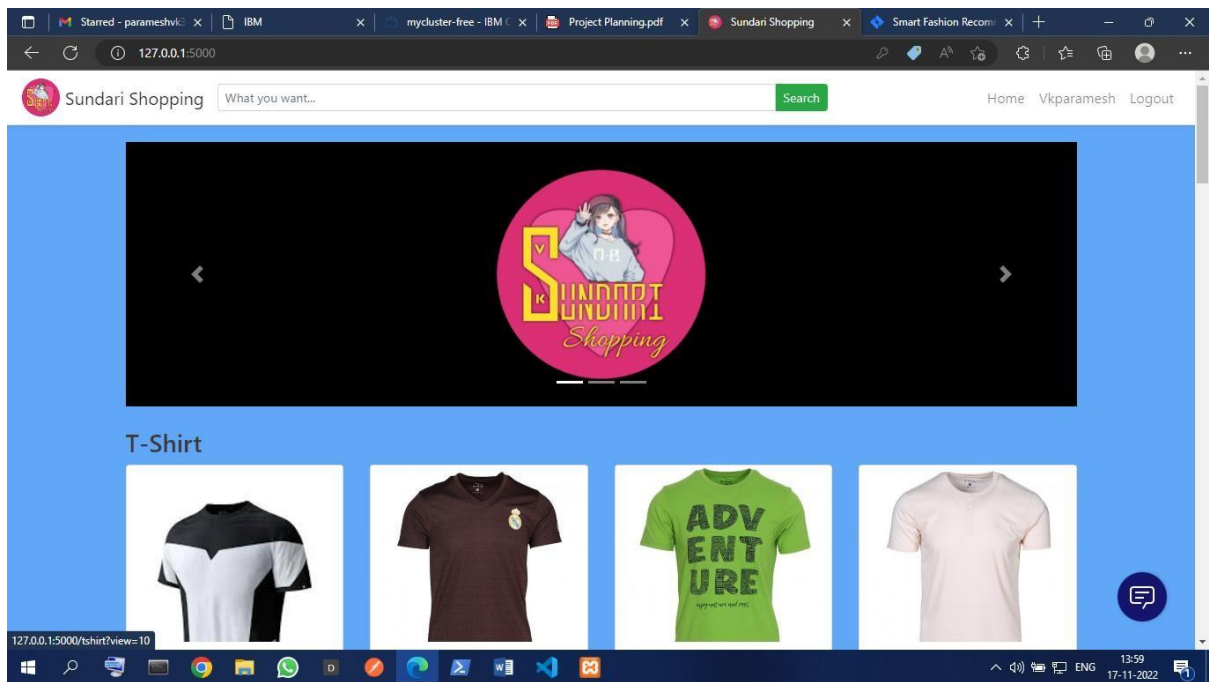 Starred - parameshvk3
IBM
mycluster-free - IBM C
Project Planning.pdf
Sundari Shopping
Smart Fashion Recom
127.0.0.1:5000
Sundari Shopping
What you want...
Search
Home
Vkparamesh
Logout
V
K
SUNDARI
Shopping
T-Shirt
ADV
ENT
URE
127.0.0.1:5000/tshirt?view=10
ENG
13:59
17-11-2022